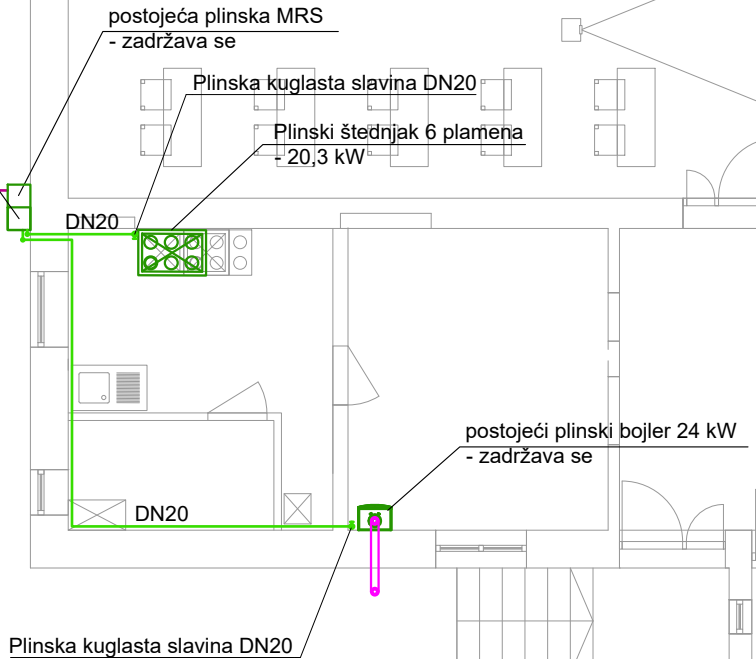 postojeća plinska MRS
- zadržava se
Plinska kuglasta slavina DN20
Plinski štednjak 6 plamena
- 20,3 kW
DN20
postojeći plinski bojler 24 kW
- zadržava se
DN20
Plinska kuglasta slavina DN20